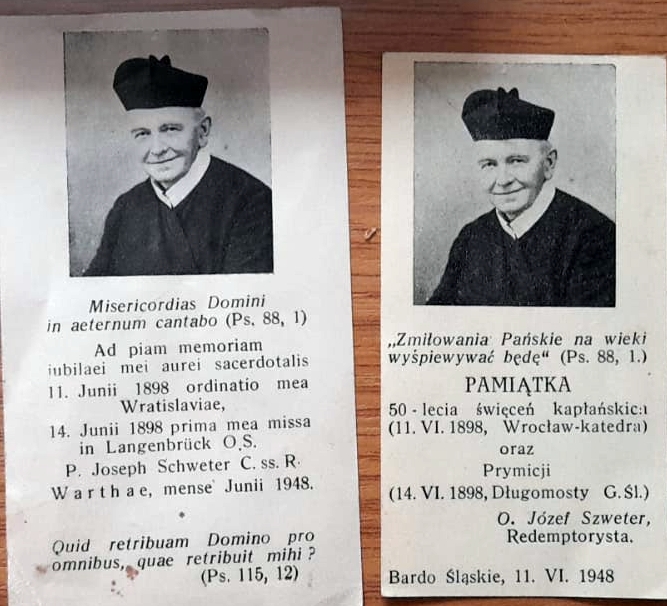 Misericordias Domini
in aeternum cantabo (Ps. 88, 1)
Ad piam memoriam
iubilaei mei aurei sacerdotalis
11. Junii 1898 ordinatio mea
Wratislaviae,
14. Junii 1898 prima mea missa
in Langenbrück O.S.
P. Joseph Schweter C. ss. R.
Warthae, mense Junii 1948.
Quid retribuam Domino pro
omnibus, quae retribuit mihi?
(Ps. 115, 12)
„Zmiłowania Pańskie na wieki
wyśpiewywać będę“ (Ps. 88, 1.)
PAMIĄTKA
50-lecia święceń kapłańskich
(11. VI. 1898, Wrocław-katedra)
oraz
Prymicji
(14. VI. 1898, Długomosty G. Śl.)
O. Józef Szweter,
Redemptorysta.
Bardo Śląskie, 11. VI. 1948